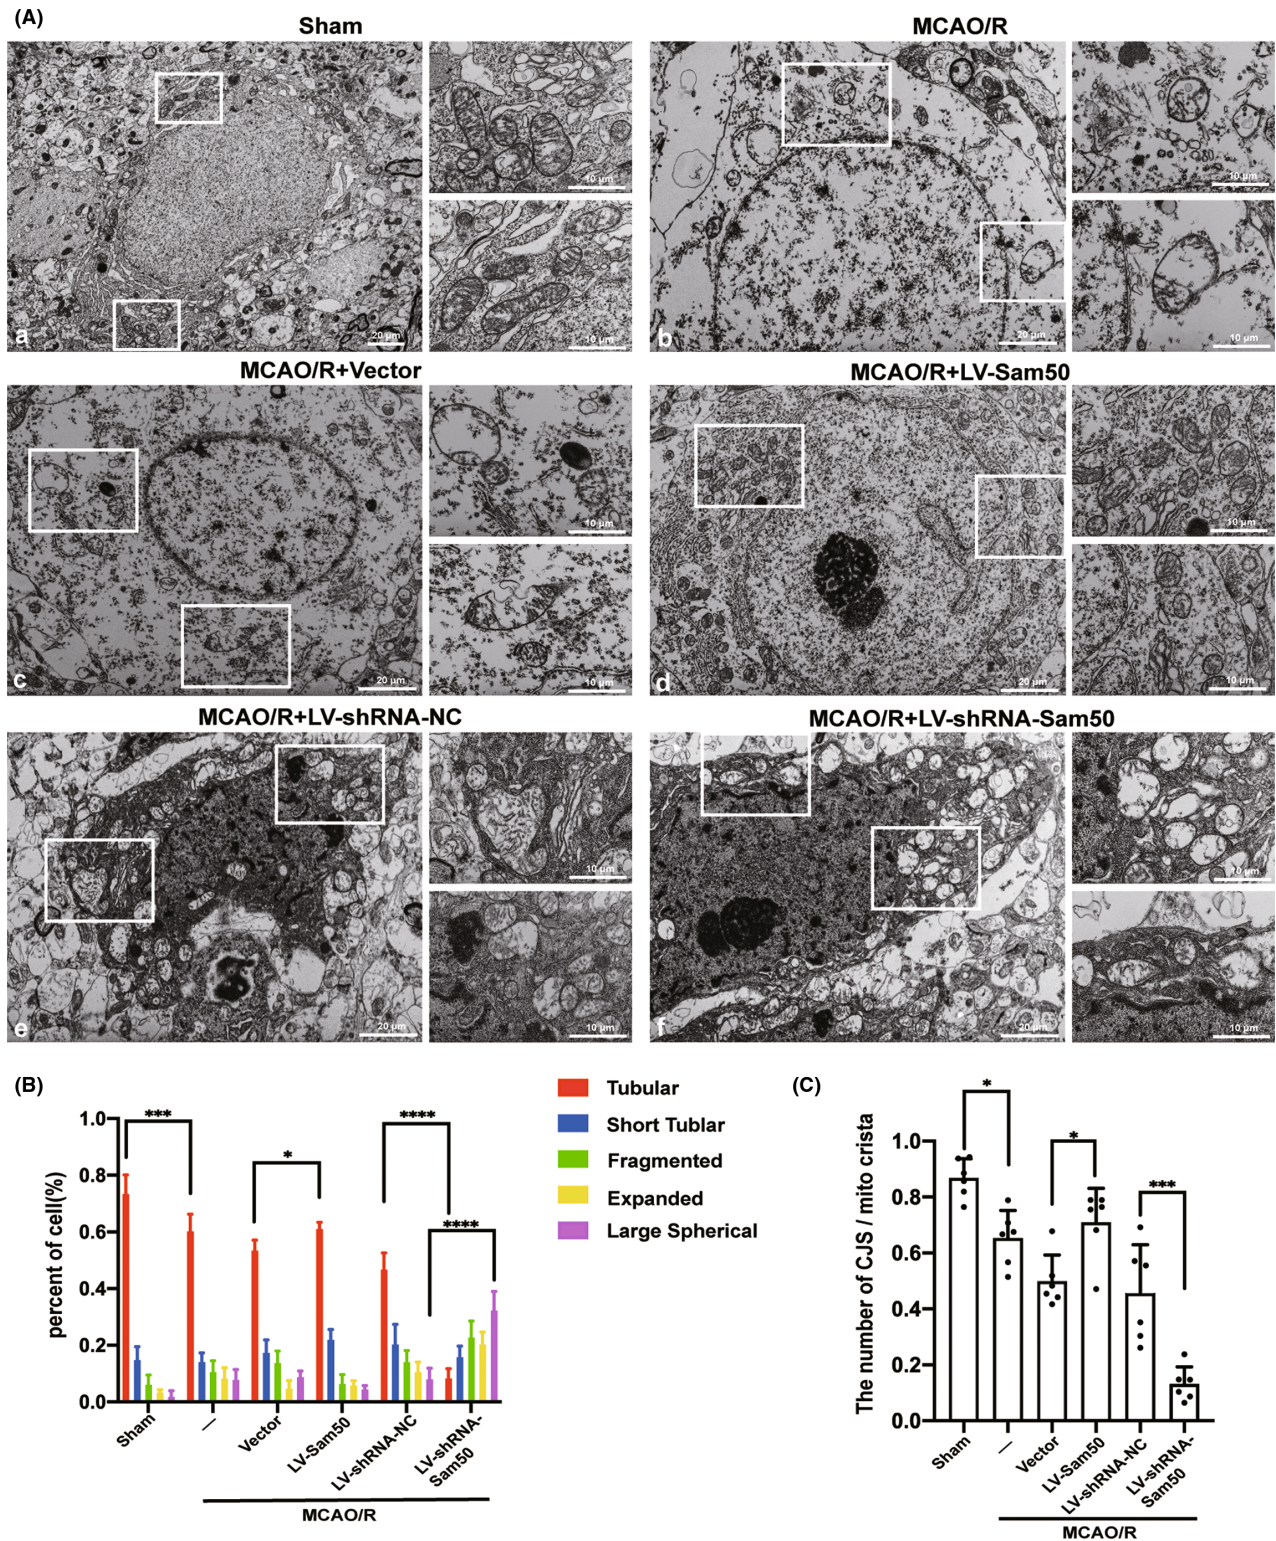 (A)
Sham
MCAO/R
10 µm
10 µm
10 µm
10 µm
a
20 µm
b
20 µm
MCAO/R+Vector
MCAO/R+LV-Sam50
10 µm
10 µm
10 µm
10 µm
c
20 µm
d
20 µm
MCAO/R+LV-shRNA-NC
MCAO/R+LV-shRNA-Sam50
10 µm
10 µm
10 µm
10 µm
e
20 µm
f
20 µm
(B)
percent of cell(%)
1.0
0.8
0.6
0.4
0.2
0.0
***
*
****
****
Sham
—
Vector
LV-Sam50
LV-shRNA-NC
LV-shRNA-
Sam50
MCAO/R
Tubular
Short Tublar
Fragmented
Expanded
Large Spherical
(C)
The number of CJS / mito crista
1.0
0.8
0.6
0.4
0.2
0.0
*
*
***
Sham
—
Vector
LV-Sam50
LV-shRNA-NC
LV-shRNA-
Sam50
MCAO/R